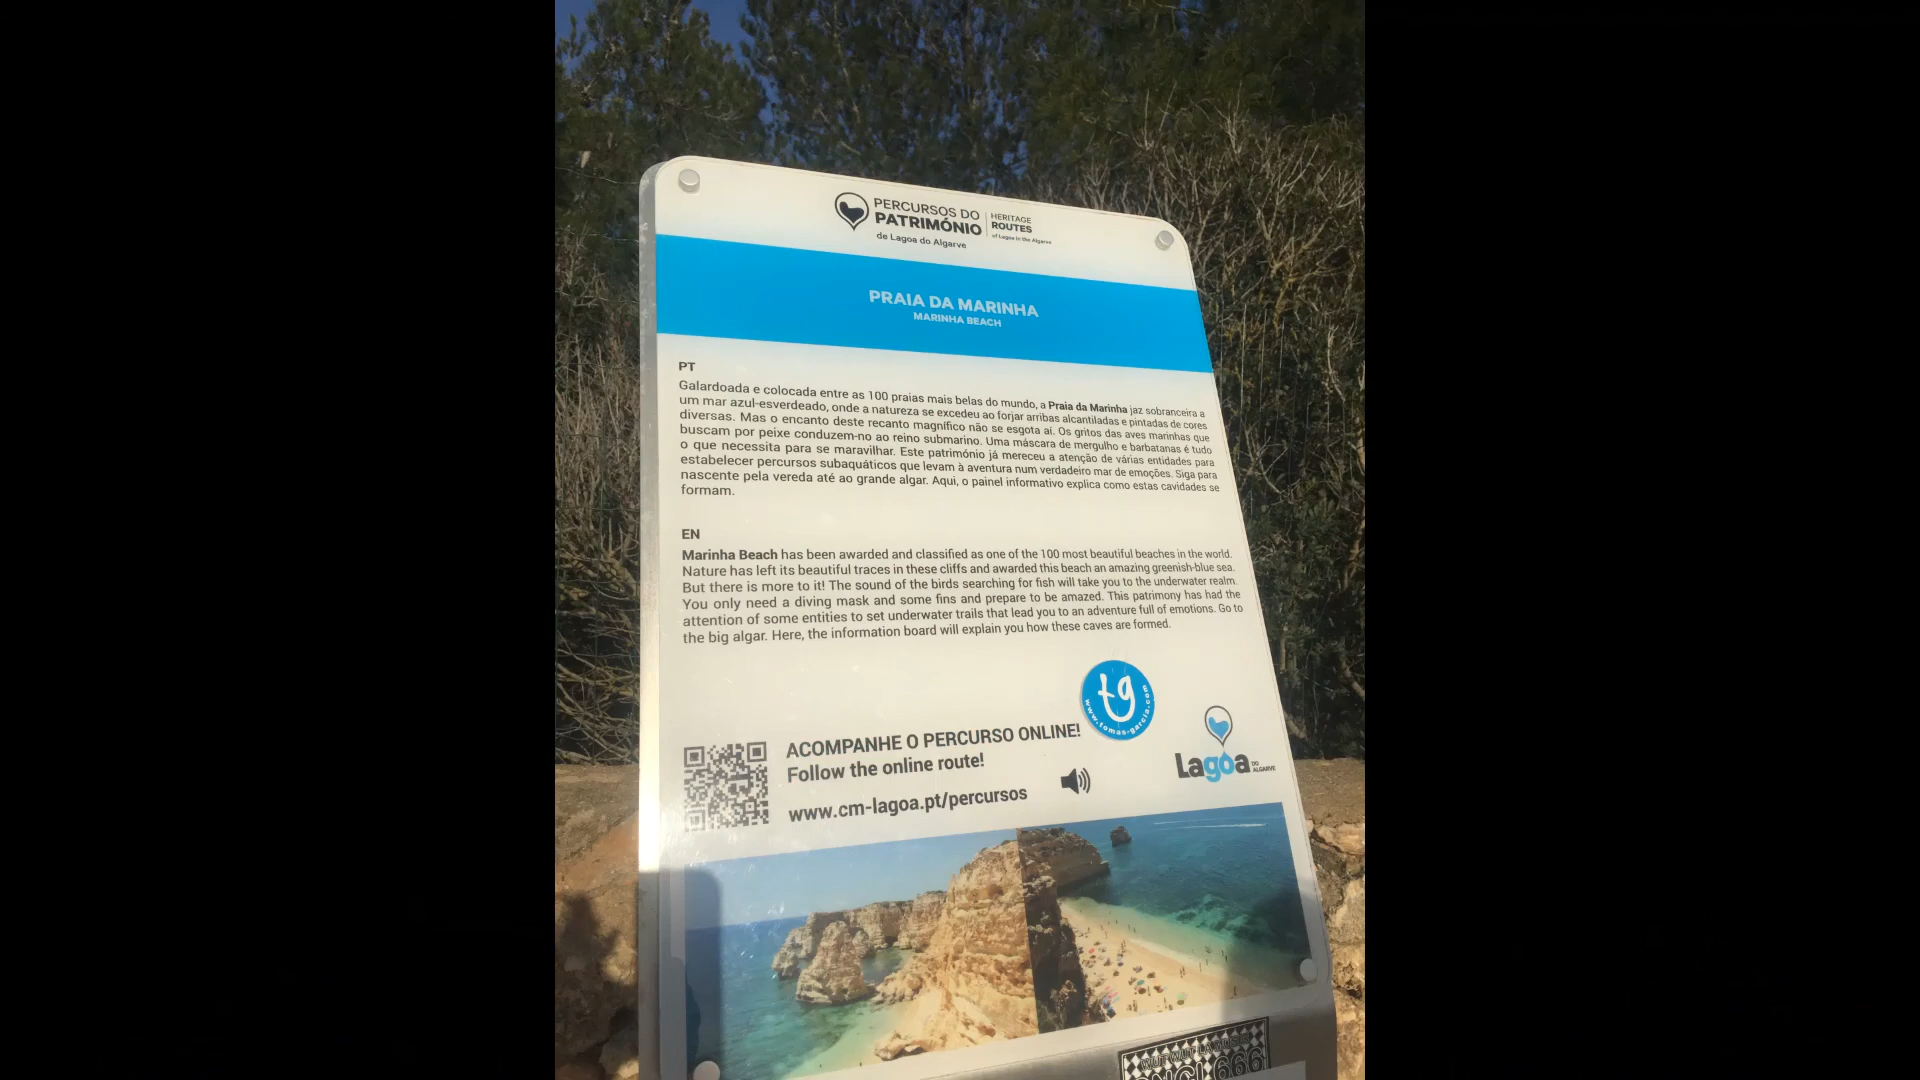 PERCURSOS DO
PATRIMÓNIO
de Lagoa do Algarve
HERITAGE
ROUTES
of Lagoa in the Algarve
PRAIA DA MARINHA
MARINHA BEACH
PT
Galardoada e colocada entre as 100 praias mais belas do mundo, a Praia da Marinha jaz sobranceira a
um mar azul-esverdeado, onde a natureza se excedeu ao forjar arribas alcantiladas e pintadas de cores
diversas. Mas o encanto deste recanto magnífico não se esgota aí. Os gritos das aves marinhas que
buscam por peixe conduzem-no ao reino submarino. Uma máscara de mergulho e barbatanas é tudo
o que necessita para se maravilhar. Este património já mereceu a atenção de várias entidades para
estabelecer percursos subaquáticos que levam à aventura num verdadeiro mar de emoções. Siga para
nascente pela vereda até ao grande algar. Aqui, o painel informativo explica como estas cavidades se
formam.
EN
Marinha Beach has been awarded and classified as one of the 100 most beautiful beaches in the world.
Nature has left its beautiful traces in these cliffs and awarded this beach an amazing greenish-blue sea.
But there is more to it! The sound of the birds searching for fish will take you to the underwater realm.
You only need a diving mask and some fins and prepare to be amazed. This patrimony has had the
attention of some entities to set underwater trails that lead you to an adventure full of emotions. Go to
the big algar. Here, the information board will explain you how these caves are formed.
tg
www.tomas-garcia.com
ACOMPANHE O PERCURSO ONLINE!
Follow the online route!
www.cm-lagoa.pt/percursos
Lagoa DO ALGARVE
666